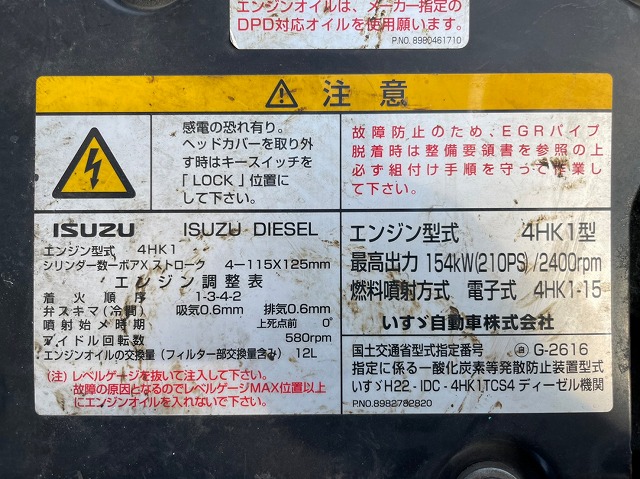 エンジンオイルは、メーカー指定の
DPD対応オイルを使用願います。
P.NO. 8980461710
注意
感電の恐れ有り。
ヘッドカバーを取り外
す時はキースイッチを
「LOCK」位置に
して下さい。
故障防止のため、EGRパイプ
脱着時は整備要領書を参照の上
必ず組付け手順を守って作業し
て下さい。
ISUZU ISUZU DIESEL
エンジン型式 4HK1
シリンダー数ーボアX ストローク 4ー115X125mm
エンジン調整表
着火順序 1-3-4-2
弁スキマ(冷間) 吸気0.6mm 排気0.6mm
噴射始メ時期 上死点前 0°
アイドル回転数 580rpm
エンジンオイルの交換量(フィルター部交換量含み) 12L
(注) レベルゲージを抜いて注入して下さい。
・故障の原因となるのでレベルゲージMAX位置以上
にエンジンオイルを入れないで下さい。
エンジン型式 4HK1型
最高出力 154kW(210PS)/2400rpm
燃料噴射方式 電子式 4HK1-15
いすゞ自動車株式会社
国土交通省型式指定番号 G-2616
指定に係る一酸化炭素等発散防止装置型式
いすゞH22.-IDC-4HK1TCS4 ディーゼル機関
P.NO.8982782820